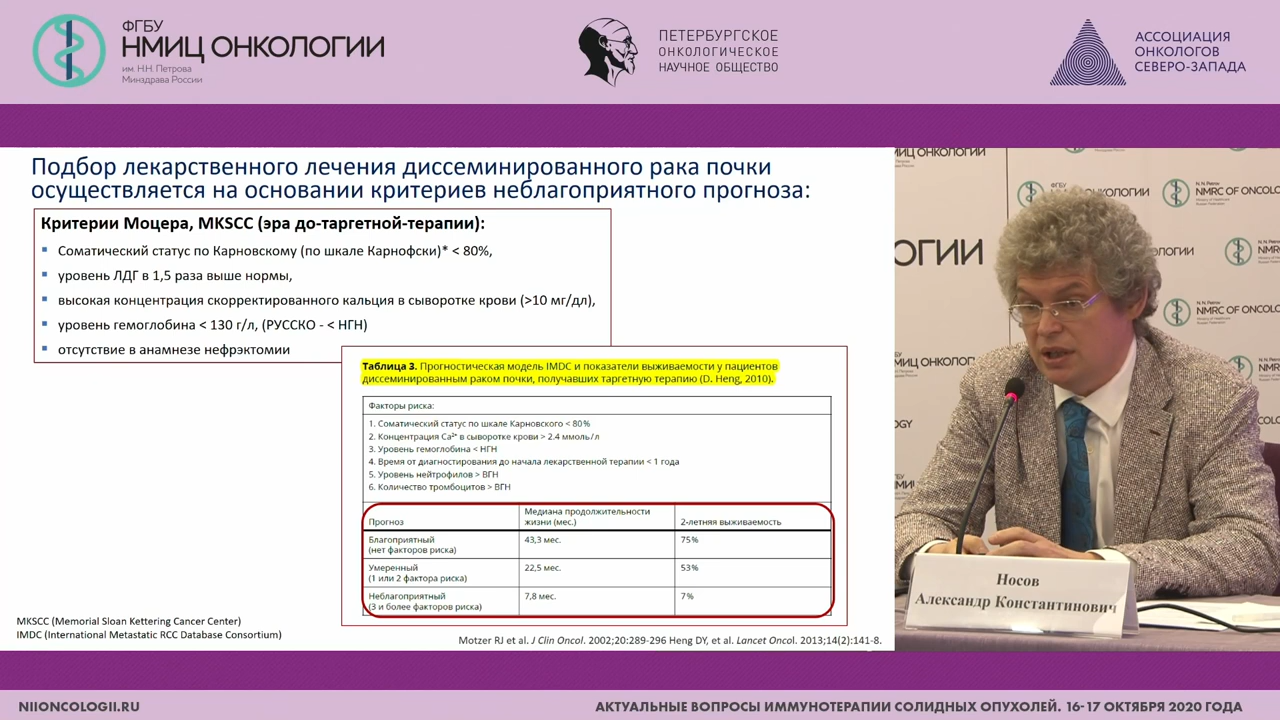 ФГБУ
НМИЦ ОНКОЛОГИИ
им. Н.Н. Петрова
Минздрава России
ПЕТЕРБУРГСКОЕ
ОНКОЛОГИЧЕСКОЕ
НАУЧНОЕ ОБЩЕСТВО
АССОЦИАЦИЯ
ОНКОЛОГОВ
СЕВЕРО-ЗАПАДА
Подбор лекарственного лечения диссеминированного рака почки
осуществляется на основании критериев неблагоприятного прогноза:
Критерии Моцера, MKSCC (эра до-таргетной-терапии):
Соматический статус по Карновскому (по шкале Карнофски)* < 80%,
уровень ЛДГ в 1,5 раза выше нормы,
высокая концентрация скорректированного кальция в сыворотке крови (>10 мг/дл),
уровень гемоглобина < 130 г/л, (РУССКО - < НГН)
отсутствие в анамнезе нефрэктомии
Таблица 3. Прогностическая модель IMDC и показатели выживаемости у пациентов
диссеминированным раком почки, получавших таргетную терапию (D. Heng, 2010).
Факторы риска:
1. Соматический статус по шкале Карновского < 80%
2. Концентрация Ca²⁺ в сыворотке крови > 2.4 ммоль/л
3. Уровень гемоглобина < НГН
4. Время от диагностирования до начала лекарственной терапии < 1 года
5. Уровень нейтрофилов > ВГН
6. Количество тромбоцитов > ВГН
Прогноз
Медиана продолжительности
жизни (мес.)
2-летняя выживаемость
Благоприятный
(нет факторов риска)
43,3 мес.
75%
Умеренный
(1 или 2 фактора риска)
22,5 мес.
53%
Неблагоприятный
(3 и более факторов риска)
7,8 мес.
7%
MKSCC (Memorial Sloan Kettering Cancer Center)
IMDC (International Metastatic RCC Database Consortium)
Motzer RJ et al. J Clin Oncol. 2002;20:289-296 Heng DY, et al. Lancet Oncol. 2013;14(2):141-8.
Носов
Александр Константинович
NIIONCOLOGII.RU
АКТУАЛЬНЫЕ ВОПРОСЫ ИММУНОТЕРАПИИ СОЛИДНЫХ ОПУХОЛЕЙ. 16-17 ОКТЯБРЯ 2020 ГОДА